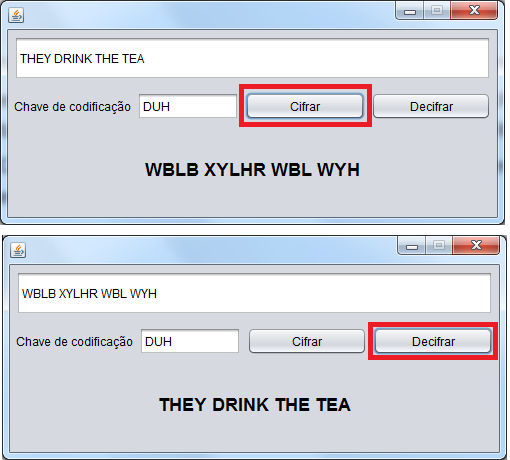 THEY DRINK THE TEA
Chave de codificação DUH Cifrar Decifrar
WBLB XYLHR WBL WYH
WBLB XYLHR WBL WYH
Chave de codificação DUH Cifrar Decifrar
THEY DRINK THE TEA